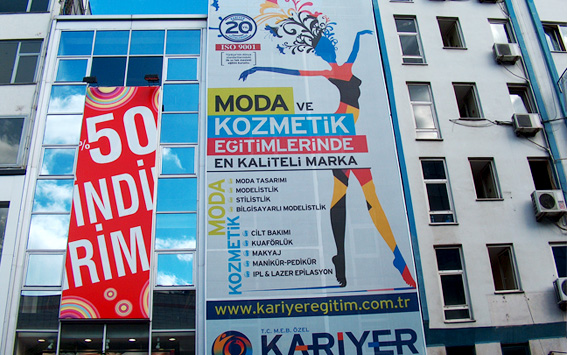 %50
İNDİ
RİM
20
ISO 9001
MODA VE
KOZMETİK
EGİTİMLERİNDE
EN KALİTELİ MARKA
MODA
MODA TASARIMI
MODELİSTLİK
STİLİSTLİK
BİLGİSAYARLI MODELİSTLİK
KOZMETİK
CİLT BAKIMI
KUAFÖRLÜK
MAKYAJ
MANİKÜR-PEDİKÜR
IPL & LAZER EPİLASYON
www.kariyeregitim.com.tr
T.C. M.E.B. ÖZEL
KARİYER